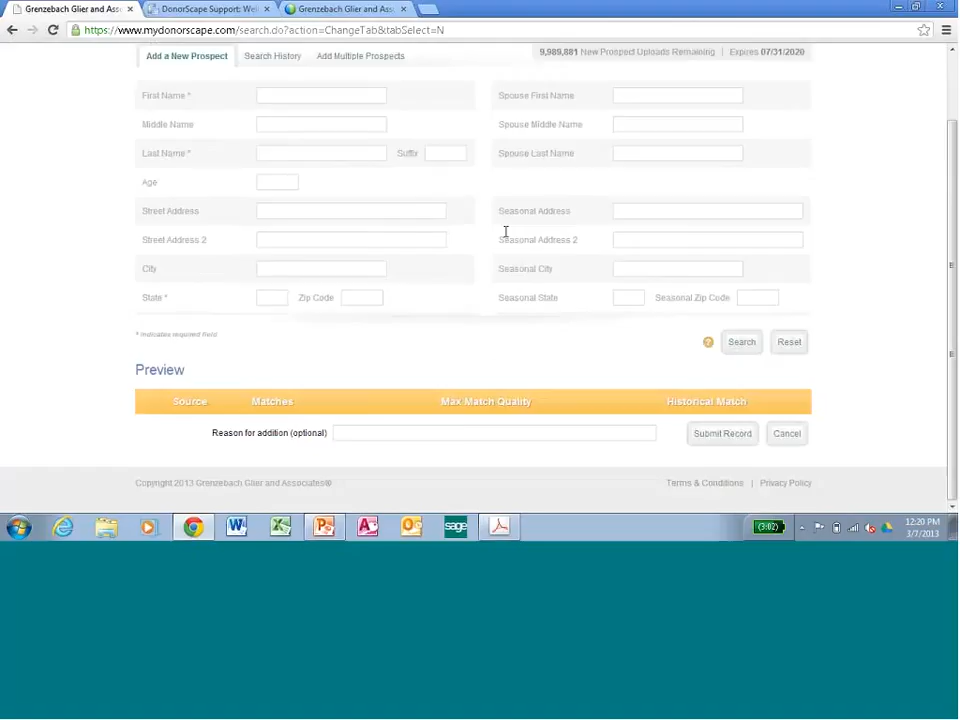 Grenzebach Glier and Asso
DonorScape Support: Wel
Grenzebach Glier and Asso
https://www.mydonorscape.com/search.do?action=ChangeTab&tabSelect=N
Add a New Prospect Search History Add Multiple Prospects 9,989,881 New Prospect Uploads Remaining | Expires 07/31/2020
First Name * Spouse First Name
Middle Name Spouse Middle Name
Last Name * Suffix Spouse Last Name
Age
Street Address Seasonal Address
Street Address 2 Seasonal Address 2
City Seasonal City
State * Zip Code Seasonal State Seasonal Zip Code
* Indicates required field
? Search Reset
Preview
Source Matches Max Match Quality Historical Match
Reason for addition (optional) Submit Record Cancel
Copyright 2013 Grenzebach Glier and Associates® Terms & Conditions | Privacy Policy
sage
(3:02)
12:20 PM
3/7/2013